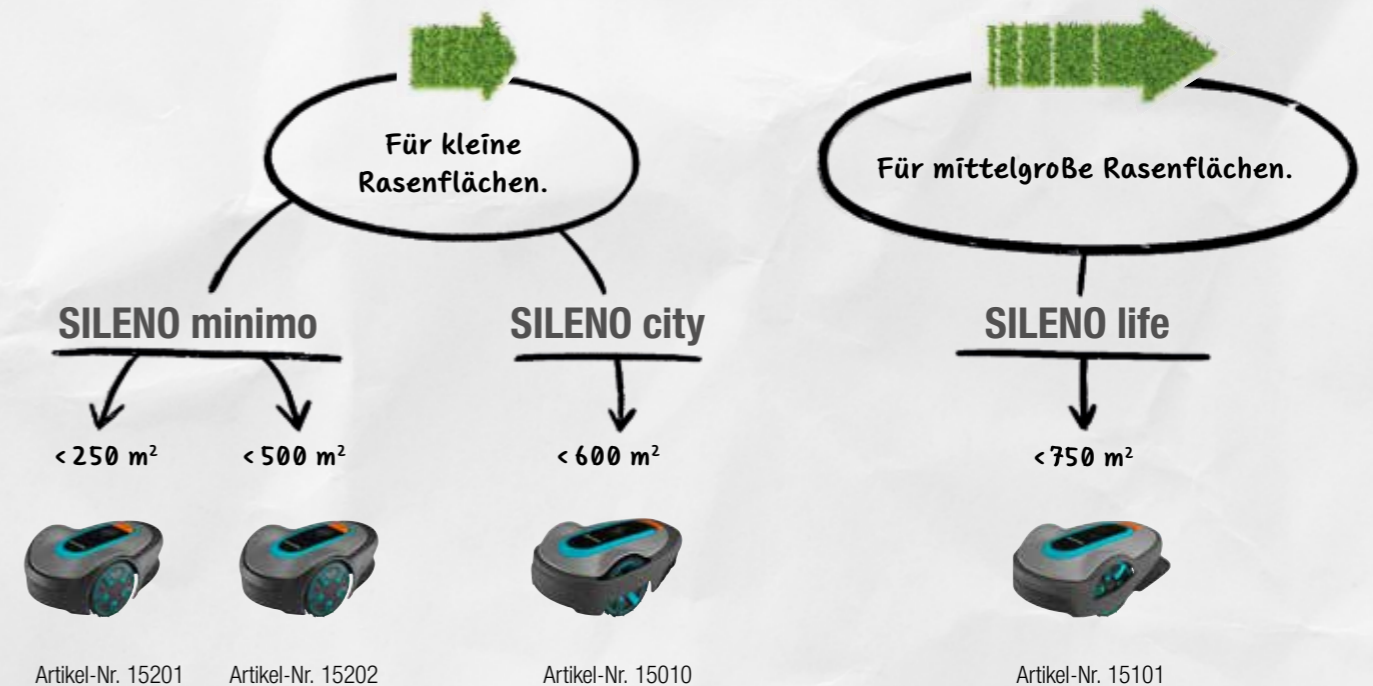 Für kleine
Rasenflächen.
Für mittelgroße Rasenflächen.
SILENO minimo
SILENO city
SILENO life
<250 m²
<500 m²
<600 m²
<750 m²
Artikel-Nr. 15201
Artikel-Nr. 15202
Artikel-Nr. 15010
Artikel-Nr. 15101